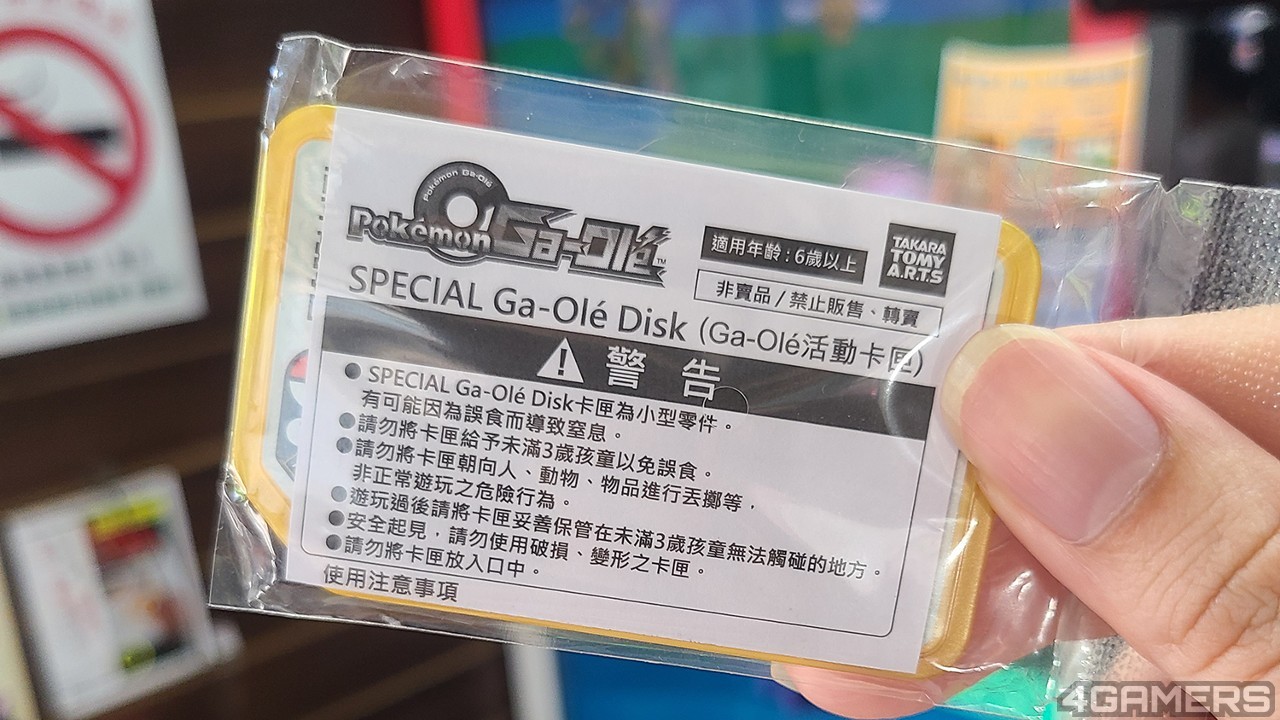 Pokémon Ga-Olé
Pokémon Ga-Olé™
適用年齡：6歲以上
TAKARA
TOMY
A.R.T.S
非賣品 / 禁止販售、轉賣
SPECIAL Ga-Olé Disk (Ga-Olé活動卡匣)
警 告
●SPECIAL Ga-Olé Disk卡匣為小型零件。
有可能因為誤食而導致窒息。
●請勿將卡匣給予未滿3歲孩童以免誤食。
●請勿將卡匣朝向人、動物、物品進行丟擲等，
非正常遊玩之危險行為。
●遊玩過後請將卡匣妥善保管在未滿3歲孩童無法觸碰的地方。
●安全起見，請勿使用破損、變形之卡匣。
●請勿將卡匣放入口中。
使用注意事項
4GAMERS